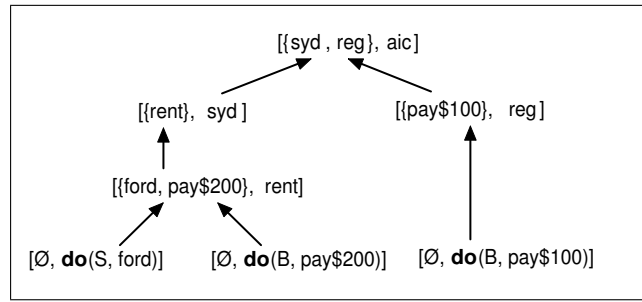 [{syd , reg}, aic]
[{rent}, syd ] [{pay$100}, reg]
[{ford, pay$200}, rent]
[Ø, do(S, ford)] [Ø, do(B, pay$200)] [Ø, do(B, pay$100)]